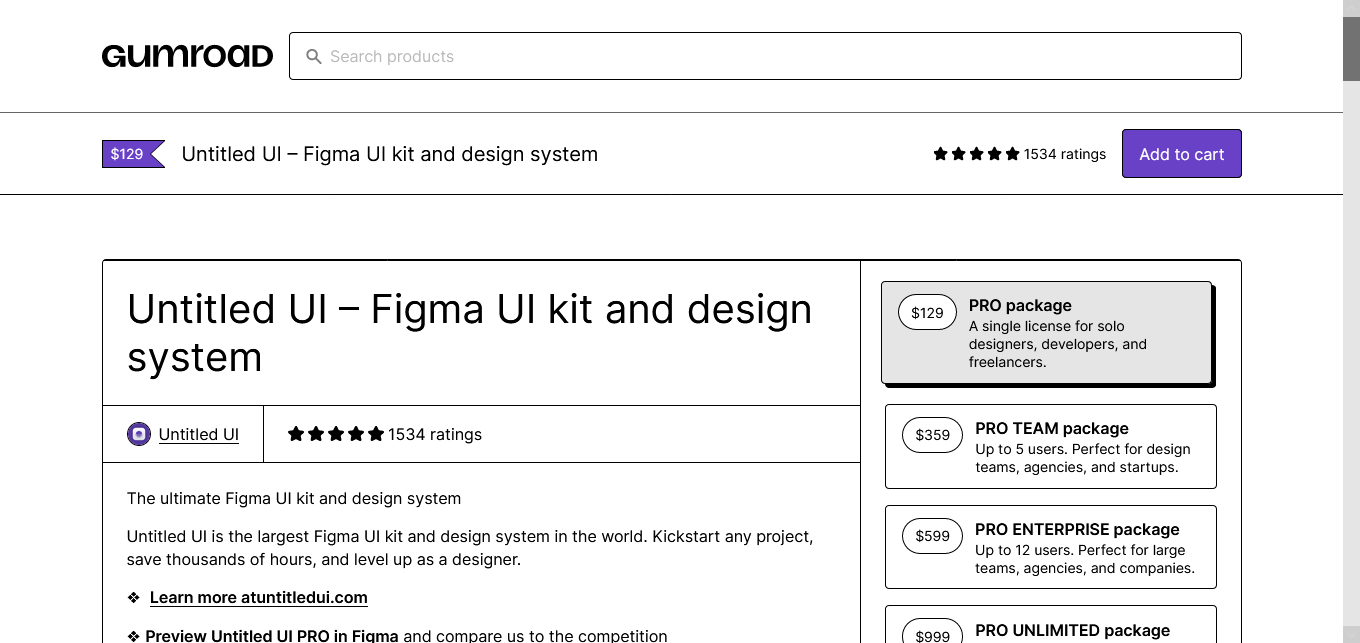 GUMROAD
Search products
$129
Untitled UI – Figma UI kit and design system
1534 ratings
Add to cart
Untitled UI – Figma UI kit and design
system
Untitled UI
1534 ratings
The ultimate Figma UI kit and design system
Untitled UI is the largest Figma UI kit and design system in the world. Kickstart any project,
save thousands of hours, and level up as a designer.
❖ Learn more atuntitledui.com
❖ Preview Untitled UI PRO in Figma and compare us to the competition
$129
PRO package
A single license for solo
designers, developers, and
freelancers.
$359
PRO TEAM package
Up to 5 users. Perfect for design
teams, agencies, and startups.
$599
PRO ENTERPRISE package
Up to 12 users. Perfect for large
teams, agencies, and companies.
$999
PRO UNLIMITED package